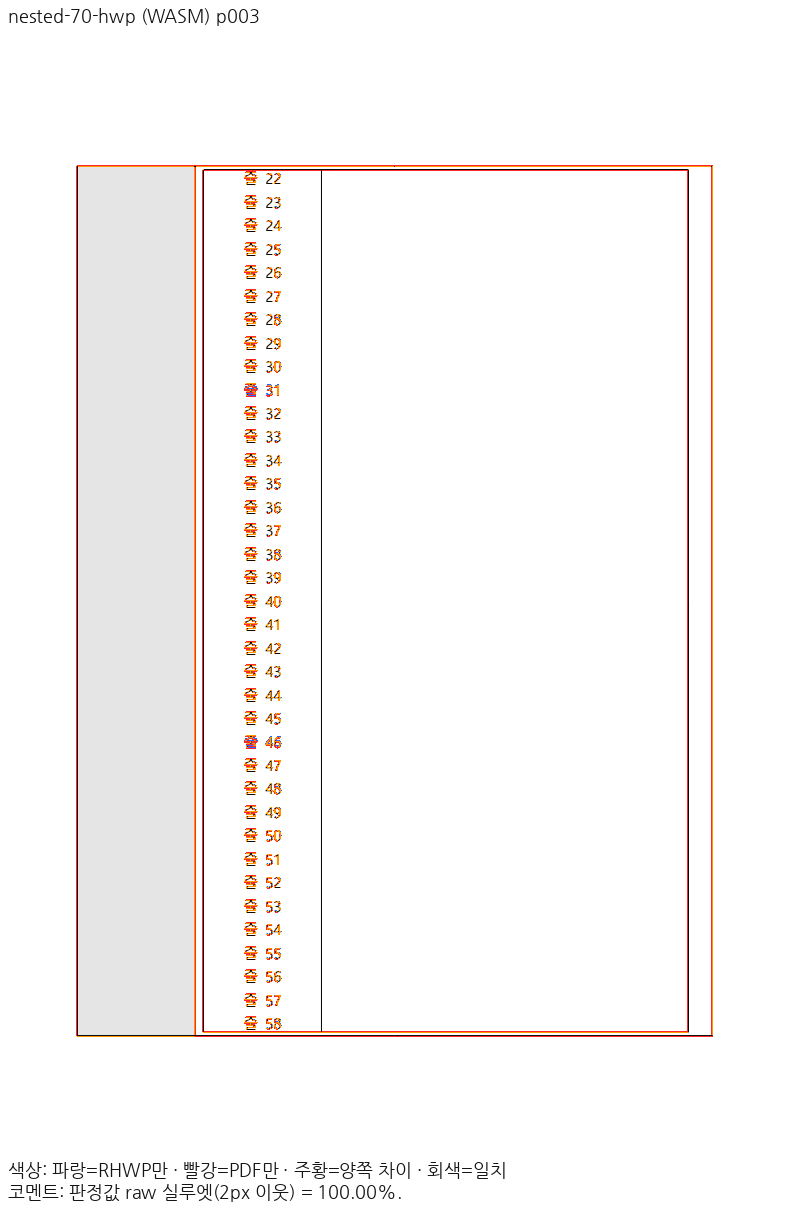 nested-70-hwp (WASM) p003
줄 22
줄 23
줄 24
줄 25
줄 26
줄 27
줄 28
줄 29
줄 30
줄 31
줄 32
줄 33
줄 34
줄 35
줄 36
줄 37
줄 38
줄 39
줄 40
줄 41
줄 42
줄 43
줄 44
줄 45
줄 46
줄 47
줄 48
줄 49
줄 50
줄 51
줄 52
줄 53
줄 54
줄 55
줄 56
줄 57
줄 58
색상: 파랑=RHWP만 · 빨강=PDF만 · 주황=양쪽 차이 · 회색=일치
코멘트: 판정값 raw 실루엣(2px 이웃) = 100.00%.